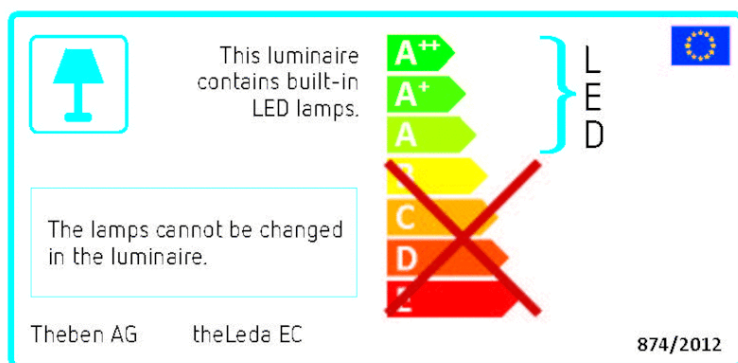 This luminaire
contains built-in
LED lamps.
A++
A+
A
B
C
D
E
L
E
D
The lamps cannot be changed
in the luminaire.
Theben AG theLeda EC
874/2012